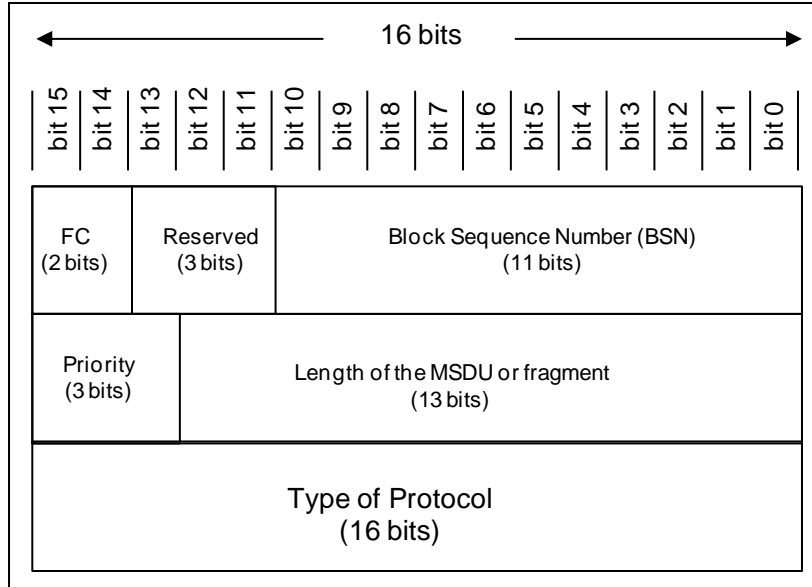 16 bits
bit 15
bit 14
bit 13
bit 12
bit 11
bit 10
bit 9
bit 8
bit 7
bit 6
bit 5
bit 4
bit 3
bit 2
bit 1
bit 0
FC
(2 bits)
Reserved
(3 bits)
Block Sequence Number (BSN)
(11 bits)
Priority
(3 bits)
Length of the MSDU or fragment
(13 bits)
Type of Protocol
(16 bits)